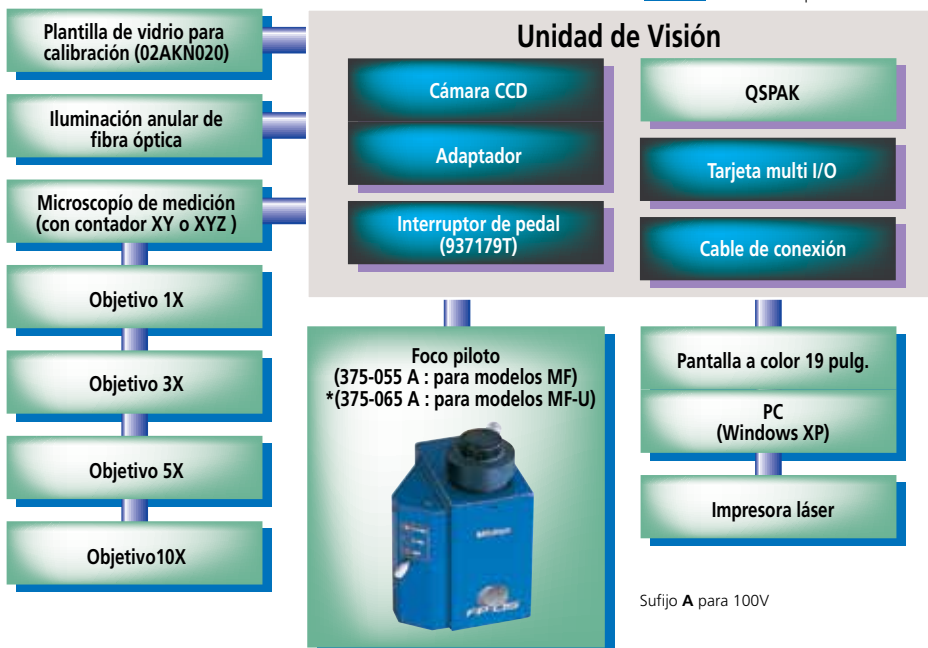 Plantilla de vidrio para
calibración (02AKN020)
Iluminación anular de
fibra óptica
Microscopío de medición
(con contador XY o XYZ )
Objetivo 1X
Objetivo 3X
Objetivo 5X
Objetivo10X
Unidad de Visión
Cámara CCD
Adaptador
Interruptor de pedal
(937179T)
QSPAK
Tarjeta multi I/O
Cable de conexión
Foco piloto
(375-055 A : para modelos MF)
*(375-065 A : para modelos MF-U)
Mitutoyo
FP-05
Pantalla a color 19 pulg.
PC
(Windows XP)
Impresora láser
Sufijo A para 100V